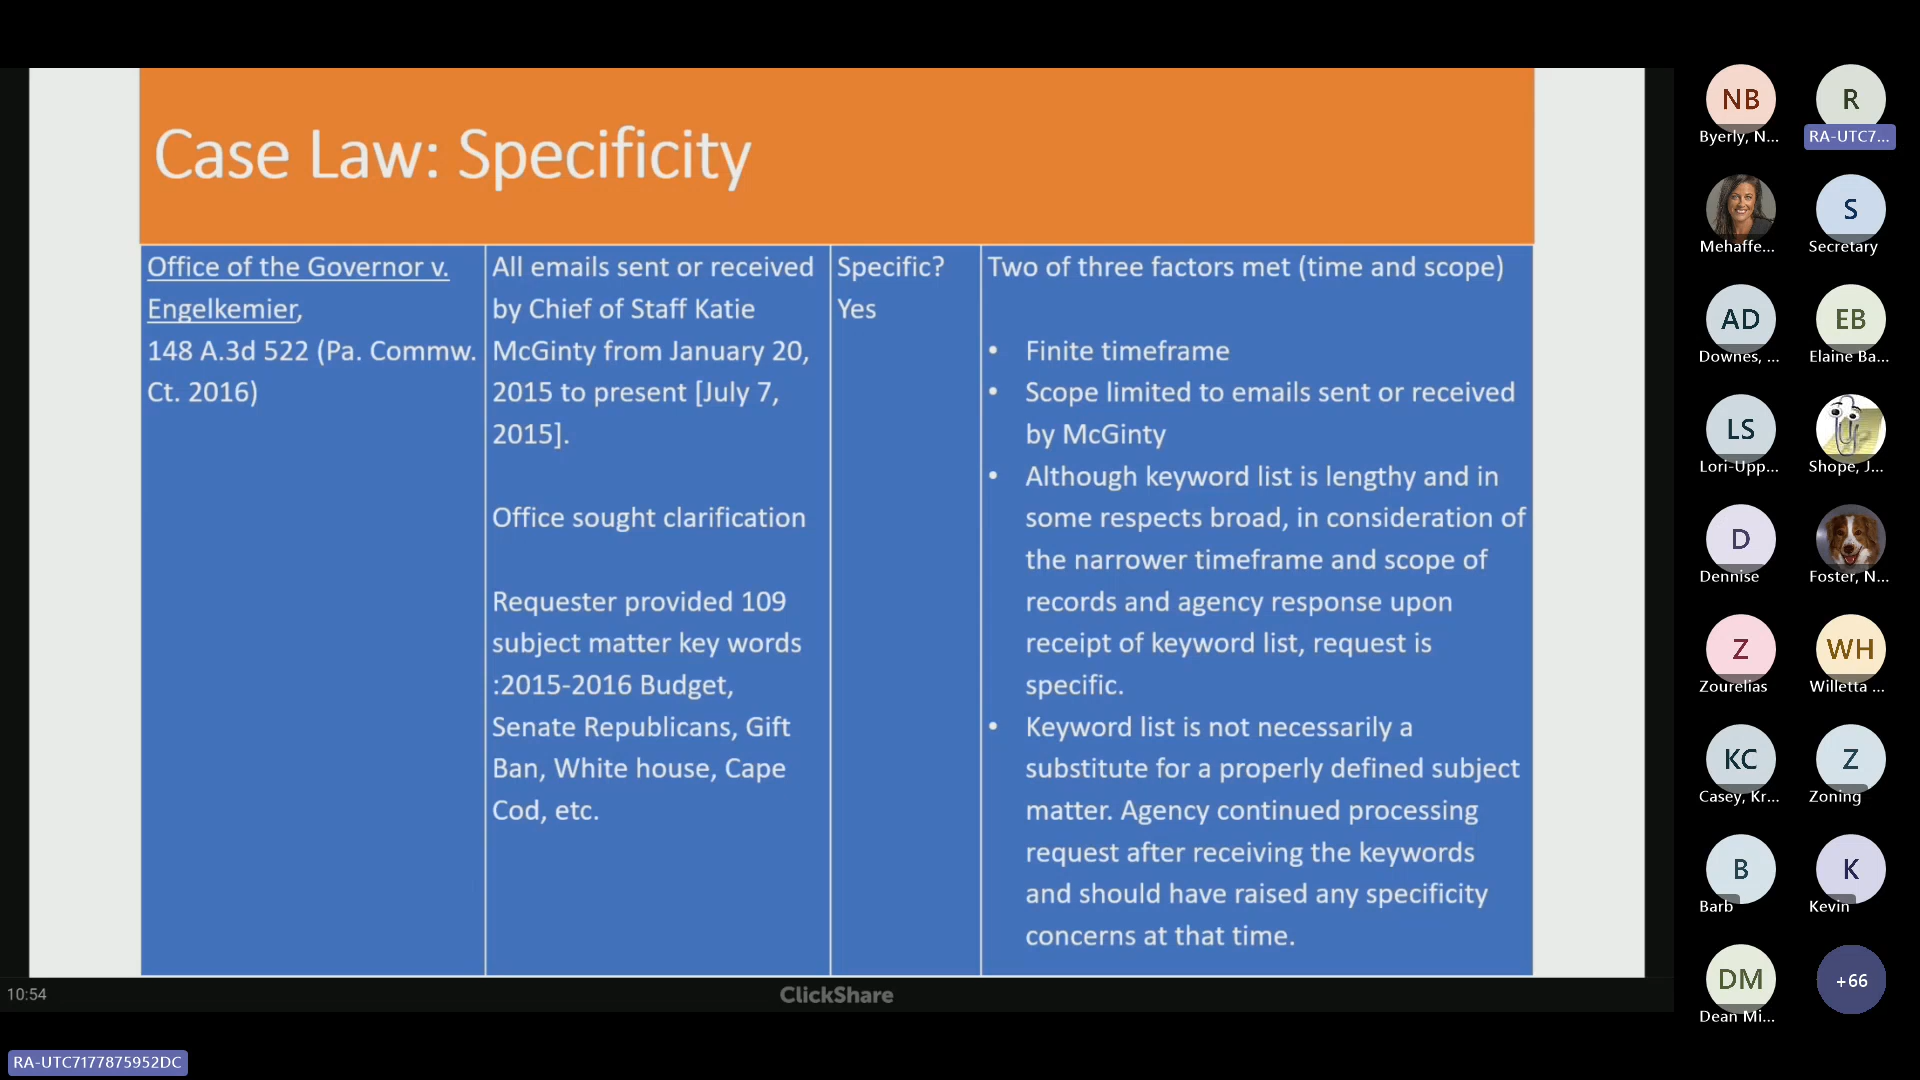 Case Law: Specificity
Office of the Governor v.
Engelkemier,
148 A.3d 522 (Pa. Commw.
Ct. 2016)
All emails sent or received
by Chief of Staff Katie
McGinty from January 20,
2015 to present [July 7,
2015].
Office sought clarification
Requester provided 109
subject matter key words
:2015-2016 Budget,
Senate Republicans, Gift
Ban, White house, Cape
Cod, etc.
Specific?
Yes
Two of three factors met (time and scope)
• Finite timeframe
• Scope limited to emails sent or received
by McGinty
• Although keyword list is lengthy and in
some respects broad, in consideration of
the narrower timeframe and scope of
records and agency response upon
receipt of keyword list, request is
specific.
• Keyword list is not necessarily a
substitute for a properly defined subject
matter. Agency continued processing
request after receiving the keywords
and should have raised any specificity
concerns at that time.
10:54
ClickShare
RA-UTC7177875952DC
NB
Byerly, N...
R
RA-UTC7...
Mehaffe...
S
Secretary
AD
Downes, ...
EB
Elaine Ba...
LS
Lori-Upp...
Shope, J...
D
Dennise
Foster, N...
Z
Zourelias
WH
Willetta ...
KC
Casey, Kr...
Z
Zoning
B
Barb
K
Kevin
DM
Dean Mi...
+66